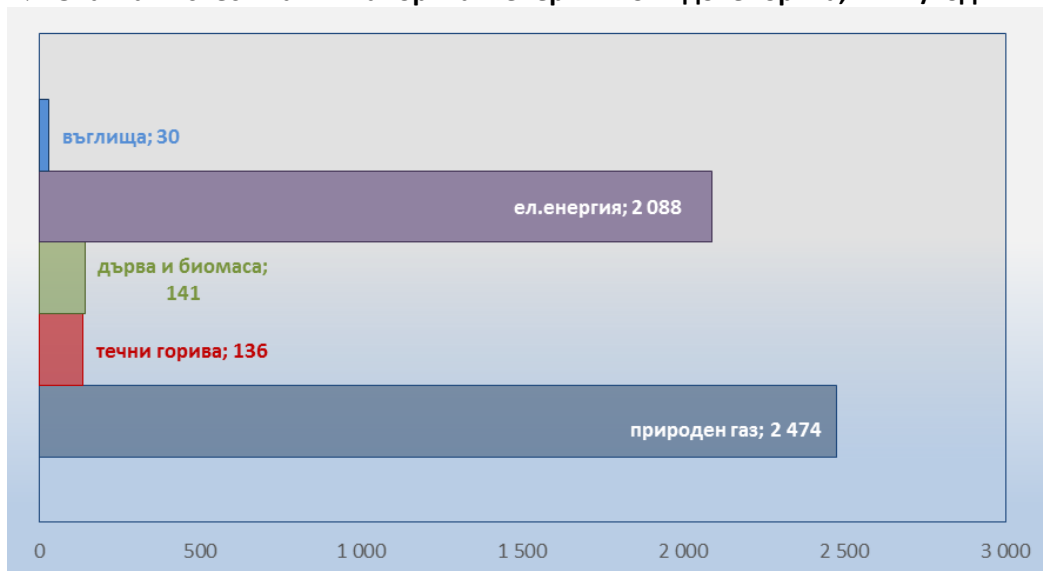 въглища; 30
ел.енергия; 2 088
дърва и биомаса;
141
течни горива; 136
природен газ; 2 474
0 500 1 000 1 500 2 000 2 500 3 000